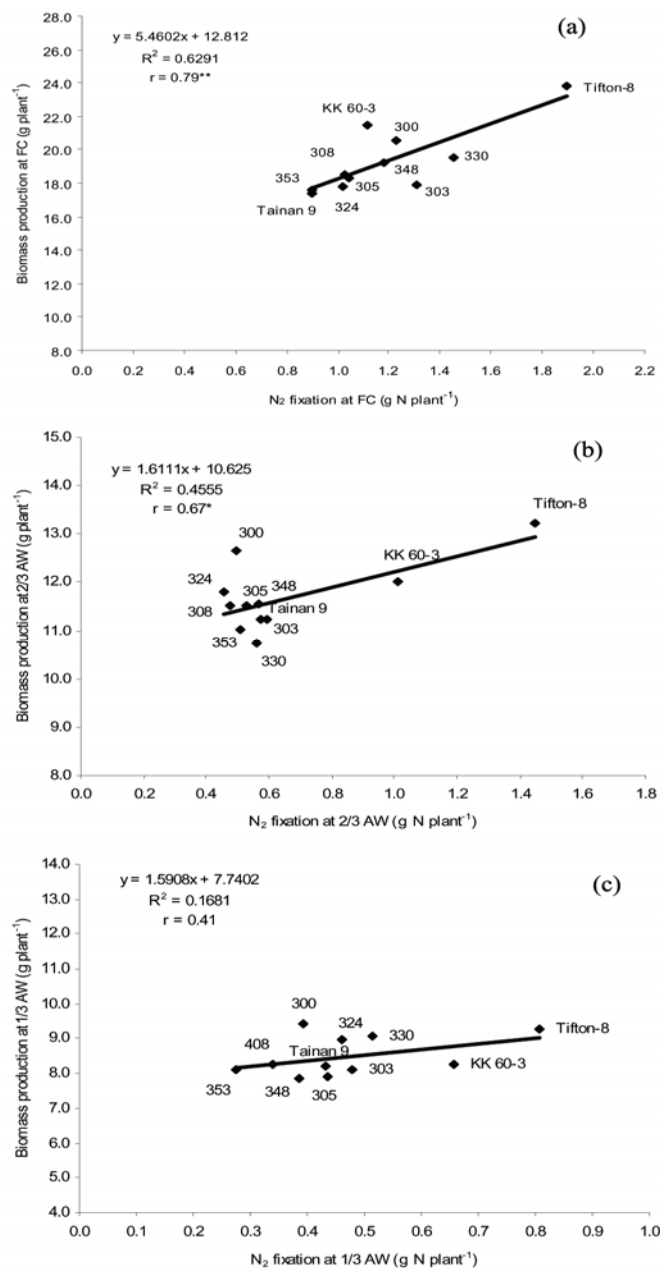 (a)
y = 5.4602x + 12.812
R² = 0.6291
r = 0.79**
Biomass production at FC (g plant⁻¹)
28.0
26.0
24.0
22.0
20.0
18.0
16.0
14.0
12.0
10.0
8.0
Tifton-8
KK 60-3
300
308
348
330
353
305
303
Tainan 9
324
0.0 0.2 0.4 0.6 0.8 1.0 1.2 1.4 1.6 1.8 2.0 2.2
N₂ fixation at FC (g N plant⁻¹)
(b)
y = 1.6111x + 10.625
R² = 0.4555
r = 0.67*
Biomass production at 2/3 AW (g plant⁻¹)
15.0
14.0
13.0
12.0
11.0
10.0
9.0
8.0
Tifton-8
300
KK 60-3
324
305 348
308
Tainan 9
353
303
330
0.0 0.2 0.4 0.6 0.8 1.0 1.2 1.4 1.6 1.8
N₂ fixation at 2/3 AW (g N plant⁻¹)
(c)
y = 1.5908x + 7.7402
R² = 0.1681
r = 0.41
Biomass production at 1/3 AW (g plant⁻¹)
14.0
13.0
12.0
11.0
10.0
9.0
8.0
7.0
6.0
5.0
4.0
300
324
330
Tifton-8
408
Tainan 9
353
348
305
303
KK 60-3
0.0 0.1 0.2 0.3 0.4 0.5 0.6 0.7 0.8 0.9 1.0
N₂ fixation at 1/3 AW (g N plant⁻¹)